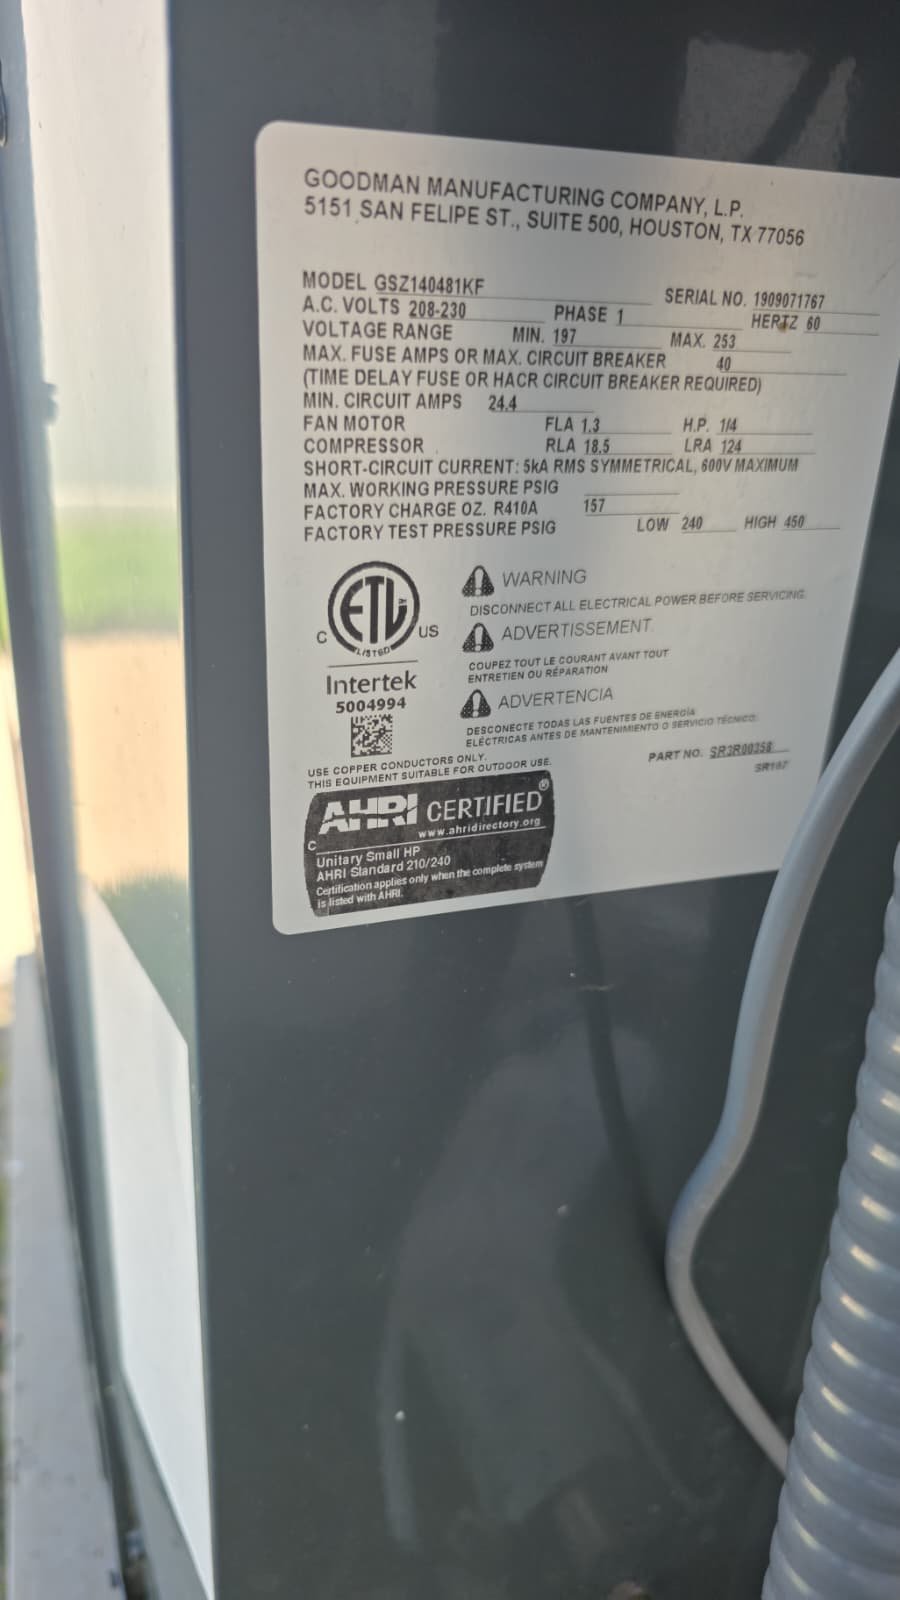 GOODMAN MANUFACTURING COMPANY, L.P.
5151 SAN FELIPE ST., SUITE 500, HOUSTON, TX 77056
MODEL GSZ140481KF SERIAL NO. 1909071767
A.C. VOLTS 208-230 PHASE 1 HERTZ 60
VOLTAGE RANGE MIN. 197 MAX. 253
MAX. FUSE AMPS OR MAX. CIRCUIT BREAKER 40
(TIME DELAY FUSE OR HACR CIRCUIT BREAKER REQUIRED)
MIN. CIRCUIT AMPS 24.4
FAN MOTOR FLA 1.3 H.P. 1/4
COMPRESSOR RLA 18.5 LRA 124
SHORT-CIRCUIT CURRENT: 5kA RMS SYMMETRICAL, 600V MAXIMUM
MAX. WORKING PRESSURE PSIG
FACTORY CHARGE OZ. R410A 157
FACTORY TEST PRESSURE PSIG LOW 240 HIGH 450
C ETL US
LISTED
Intertek
5004994
WARNING
DISCONNECT ALL ELECTRICAL POWER BEFORE SERVICING.
ADVERTISSEMENT
COUPEZ TOUT LE COURANT AVANT TOUT
ENTRETIEN OU RÉPARATION
ADVERTENCIA
DESCONECTE TODAS LAS FUENTES DE ENERGÍA
ELÉCTRICAS ANTES DE MANTENIMIENTO O SERVICIO TÉCNICO.
USE COPPER CONDUCTORS ONLY.
THIS EQUIPMENT SUITABLE FOR OUTDOOR USE.
PART NO. SR3R00358
SR187
AHRI CERTIFIED®
www.ahridirectory.org
C
Unitary Small HP
AHRI Standard 210/240
Certification applies only when the complete system
is listed with AHRI.